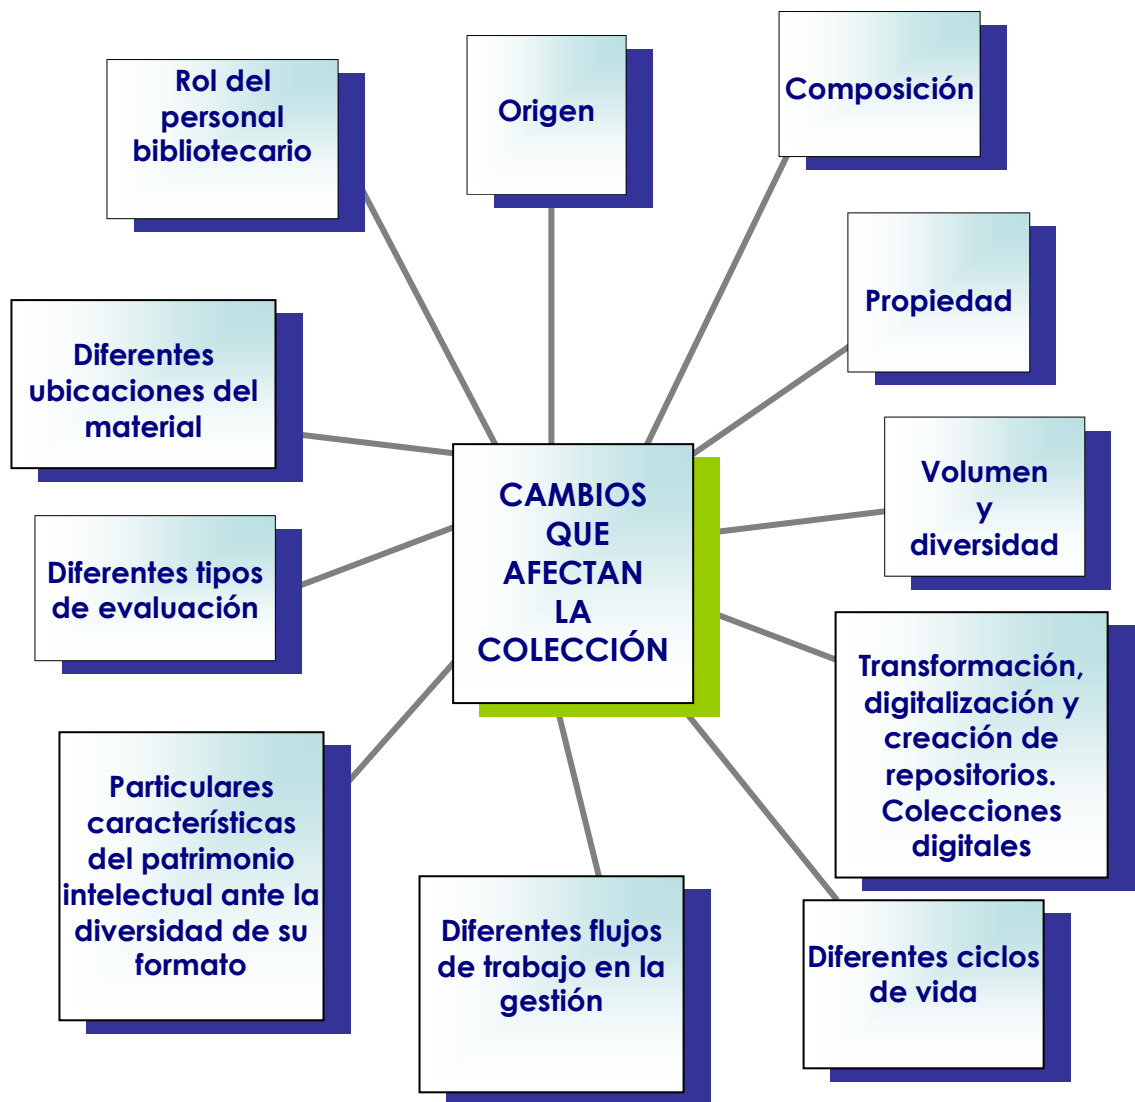 Rol del
personal
bibliotecario
Origen
Composición
Propiedad
Diferentes
ubicaciones del
material
CAMBIOS
QUE
AFECTAN
LA
COLECCIÓN
Volumen
y
diversidad
Diferentes tipos
de evaluación
Transformación,
digitalización y
creación de
repositorios.
Colecciones
digitales
Particulares
características
del patrimonio
intelectual ante la
diversidad de su
formato
Diferentes flujos
de trabajo en la
gestión
Diferentes ciclos
de vida